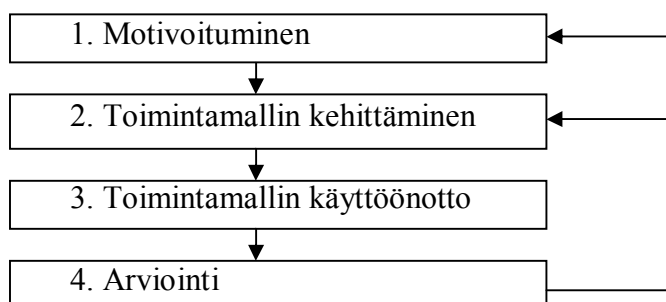 1. Motivoituminen
2. Toimintamallin kehittäminen
3. Toimintamallin käyttöönotto
4. Arviointi